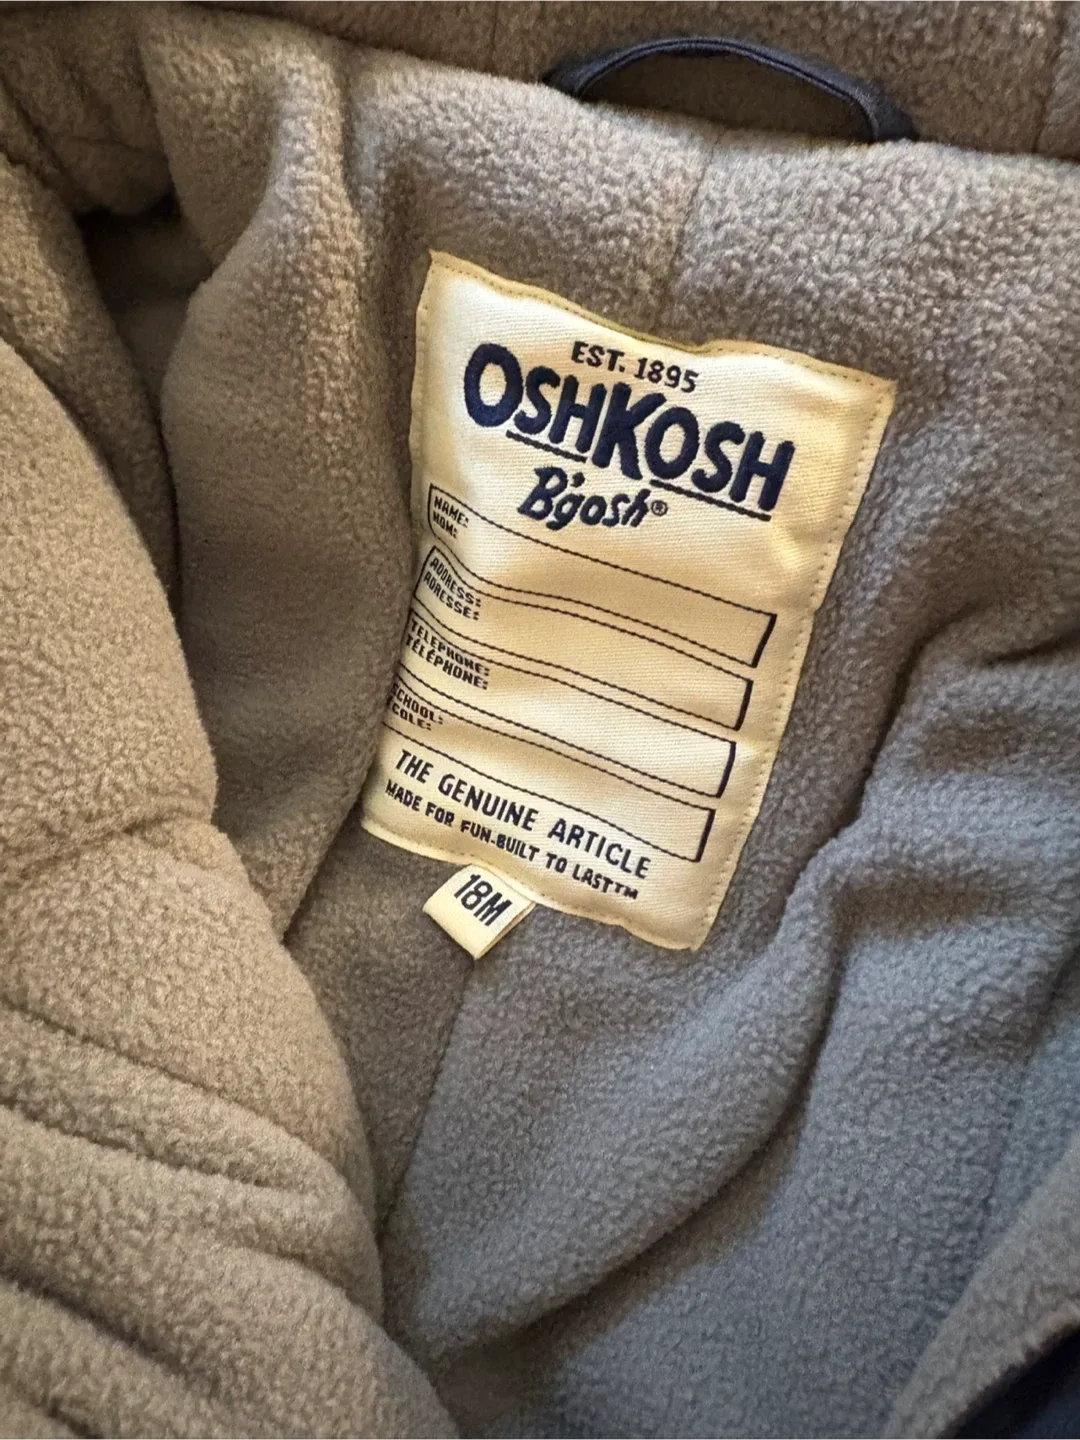 EST. 1895
OSHKOSH
B'gosh®
NAME:
NOM:
ADDRESS:
ADRESSE:
TELEPHONE:
TÉLÉPHONE:
SCHOOL:
COLE:
THE GENUINE ARTICLE
MADE FOR FUN-BUILT TO LAST™
18M